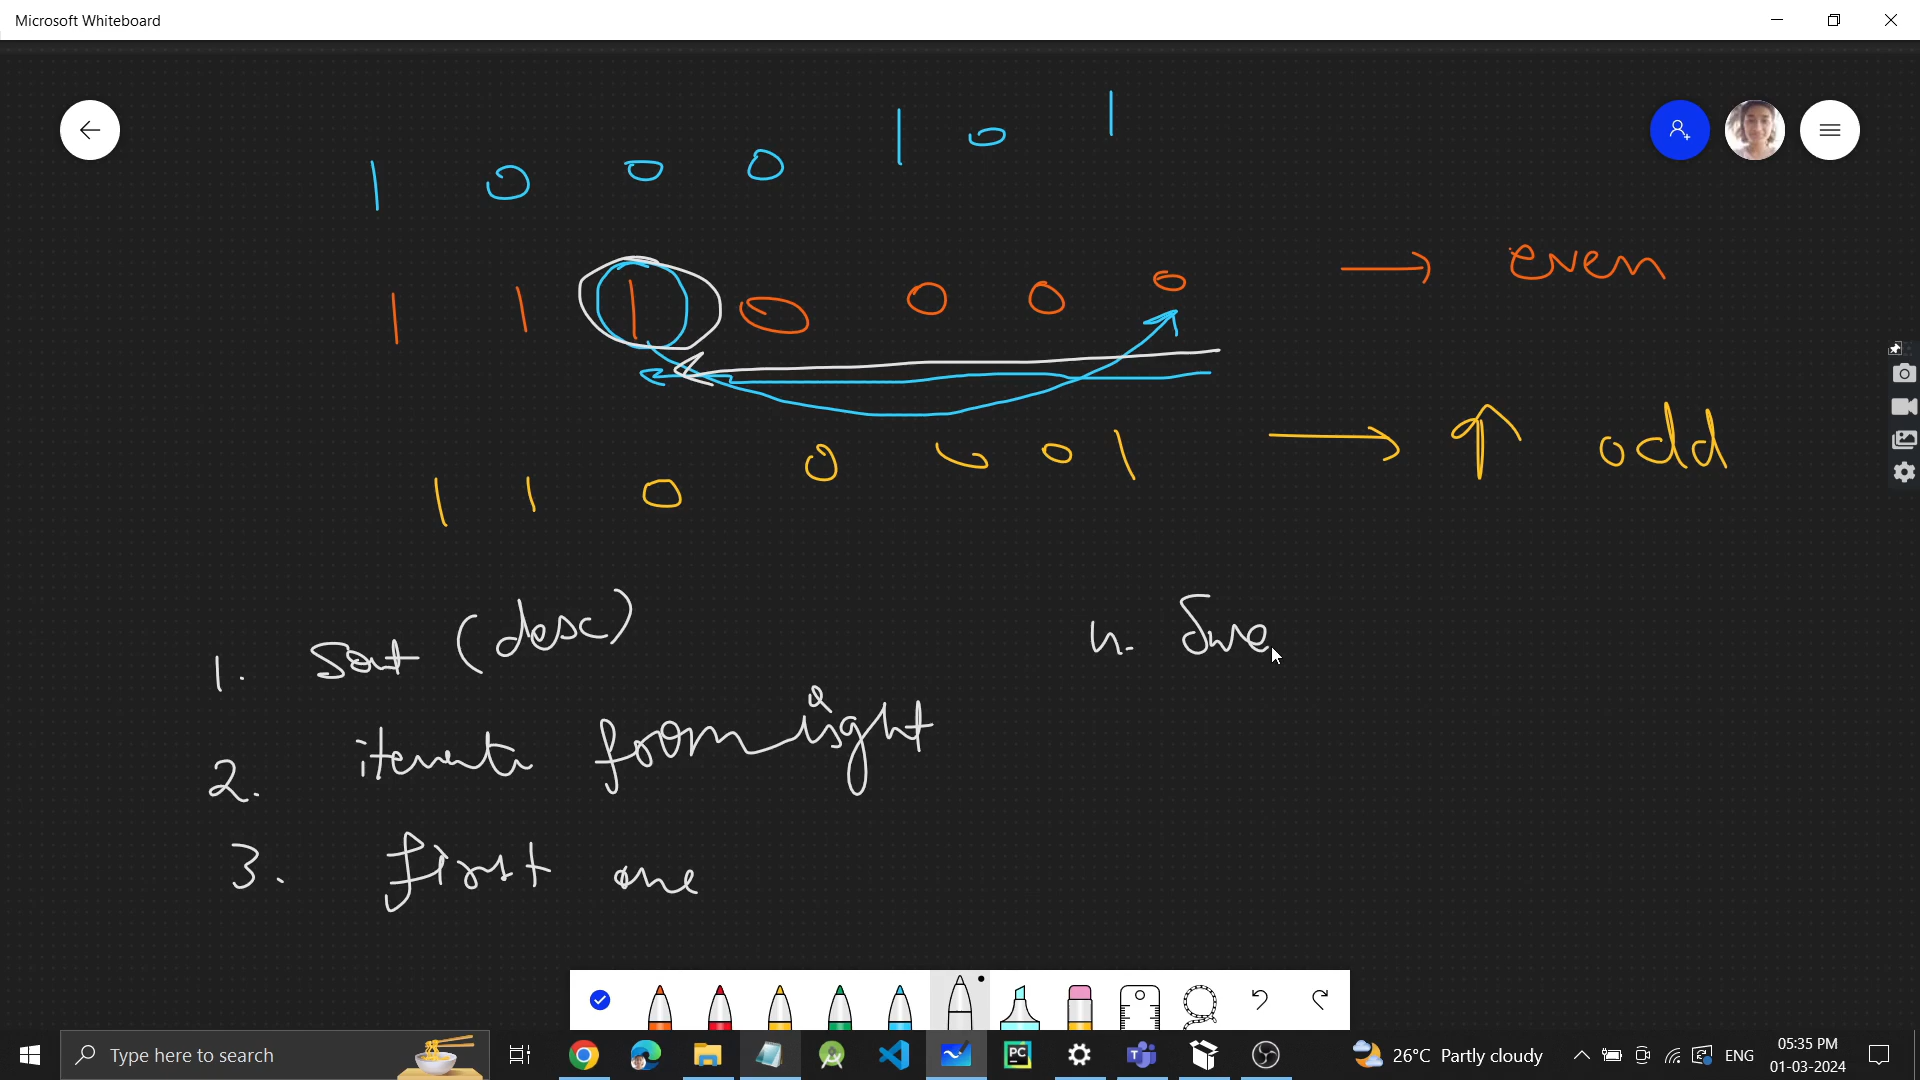 Microsoft Whiteboard
1 0 0 0 1 0 1
1 1 1 0 0 0 0 → even
1 1 0 0 0 0 1 → ↑ odd
1. Sort (desc)
2. iterate from right
3. first one
Type here to search
PC
26°C Partly cloudy
ENG
05:35 PM
01-03-2024